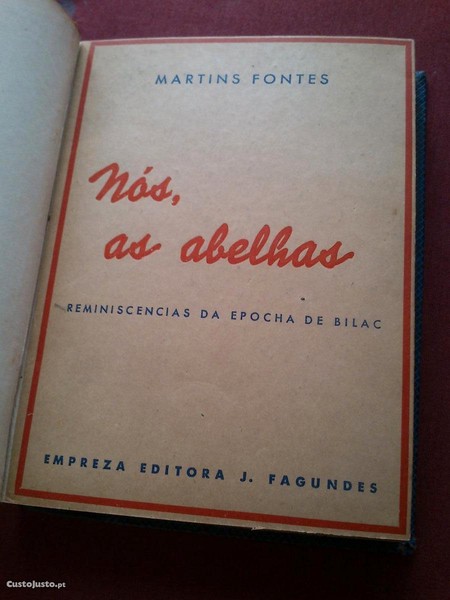 MARTINS FONTES
Nós,
as abelhas
REMINISCENCIAS DA EPOCHA DE BILAC
EMPREZA EDITORA J. FAGUNDES
CustoJusto.pt